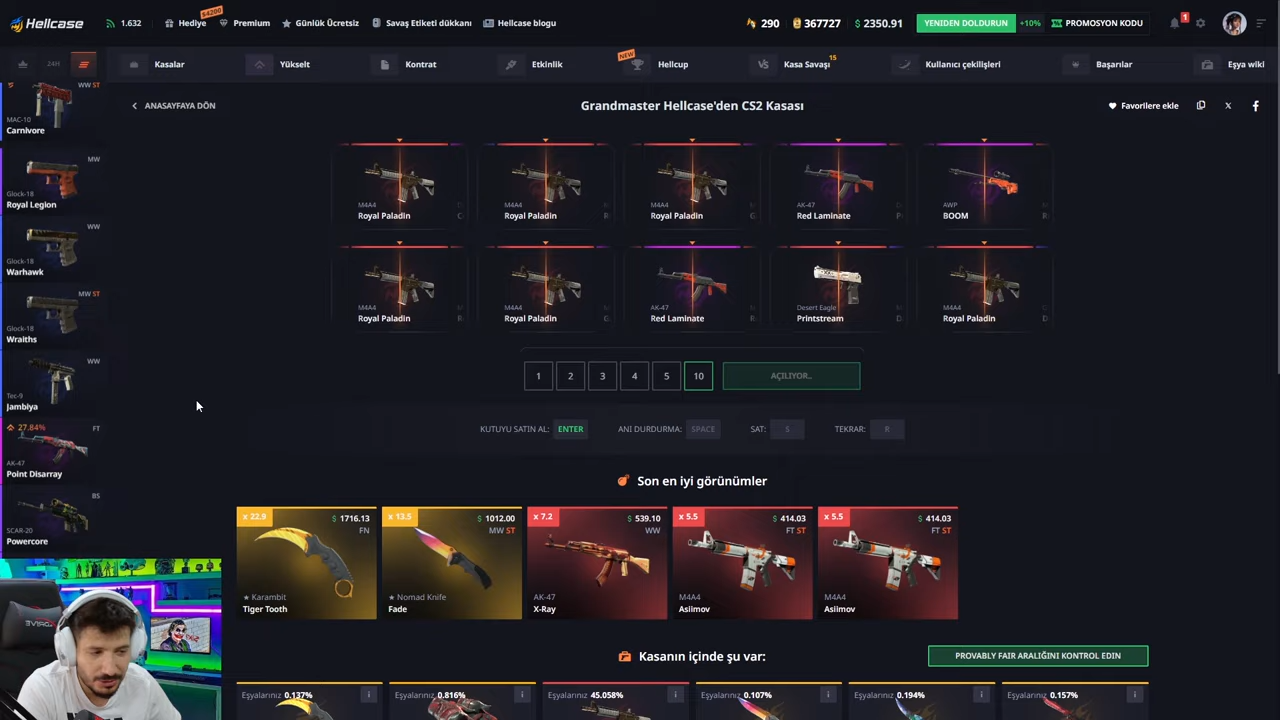 Hellcase
1.632
Hediye
$4200
Premium
Günlük Ücretsiz
Savaş Etiketi dükkanı
Hellcase blogu
290
367727
$ 2350.91
YENİDEN DOLDURUN
+10%
PROMOSYON KODU
1
24H
Kasalar
Yükselt
Kontrat
Etkinlik
NEW
Hellcup
VS
Kasa Savaşı
15
Kullanıcı çekilişleri
Başarılar
Eşya wiki
ANASAYFAYA DÖN
Grandmaster Hellcase'den CS2 Kasası
Favorilere ekle
WW ST
MAC-10
Carnivore
MW
Glock-18
Royal Legion
WW
Glock-18
Warhawk
MW ST
Glock-18
Wraiths
WW
Tec-9
Jambiya
27.84%
FT
AK-47
Point Disarray
BS
SCAR-20
Powercore
M4A4
Royal Paladin
M4A4
Royal Paladin
M4A4
Royal Paladin
AK-47
Red Laminate
AWP
BOOM
M4A4
Royal Paladin
M4A4
Royal Paladin
AK-47
Red Laminate
Desert Eagle
Printstream
M4A4
Royal Paladin
1
2
3
4
5
10
AÇILIYOR..
KUTUYU SATIN AL:
ENTER
ANI DURDURMA:
SPACE
SAT:
S
TEKRAR:
R
Son en iyi görünümler
x 22.9
$ 1716.13
FN
★ Karambit
Tiger Tooth
x 13.5
$ 1012.00
MW ST
★ Nomad Knife
Fade
x 7.2
$ 539.10
WW
AK-47
X-Ray
x 5.5
$ 414.03
FT ST
M4A4
Asiimov
x 5.5
$ 414.03
FT ST
M4A4
Asiimov
Kasanın içinde şu var:
PROVABLY FAIR ARALIĞINI KONTROL EDIN
Eşyalarınız 0.137%
Eşyalarınız 0.816%
Eşyalarınız 45.058%
Eşyalarınız 0.107%
Eşyalarınız 0.194%
Eşyalarınız 0.157%